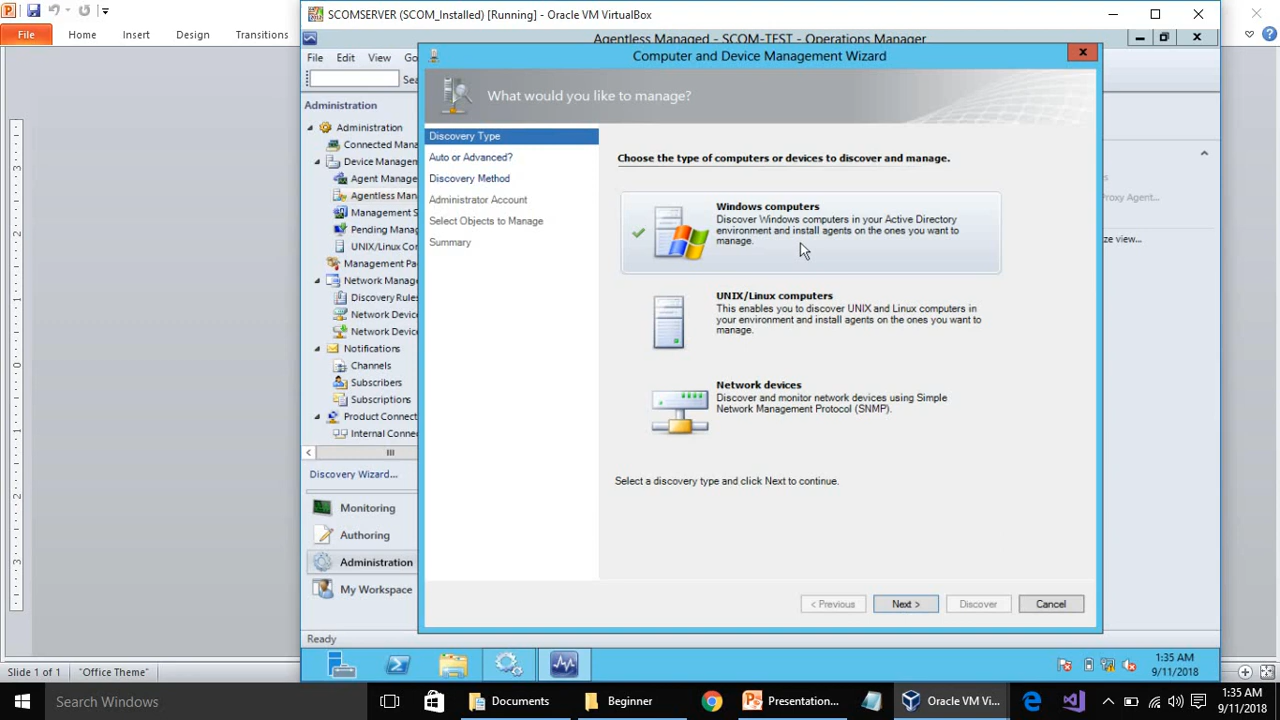 SCOMSERVER (SCOM_Installed) [Running] - Oracle VM VirtualBox
File
Home
Insert
Design
Transitions
Agentless Managed - SCOM-TEST - Operations Manager
File Edit View Go
Computer and Device Management Wizard
What would you like to manage?
Administration
Administration
Connected Mana
Device Managem
Agent Manage
Agentless Man
Management S
Pending Manag
UNIX/Linux Con
Management Pa
Network Manage
Discovery Rules
Network Device
Network Device
Notifications
Channels
Subscribers
Subscriptions
Product Connect
Internal Conne
Discovery Wizard...
Monitoring
Authoring
Administration
My Workspace
Ready
Discovery Type
Auto or Advanced?
Discovery Method
Administrator Account
Select Objects to Manage
Summary
Choose the type of computers or devices to discover and manage.
Windows computers
Discover Windows computers in your Active Directory
environment and install agents on the ones you want to
manage.
UNIX/Linux computers
This enables you to discover UNIX and Linux computers in
your environment and install agents on the ones you want to
manage.
Network devices
Discover and monitor network devices using Simple
Network Management Protocol (SNMP).
Select a discovery type and click Next to continue.
< Previous
Next >
Discover
Cancel
Proxy Agent...
ze view...
1:35 AM
9/11/2018
Slide 1 of 1
"Office Theme"
Search Windows
Documents
Beginner
Presentation...
Oracle VM Vi...
1:35 AM
9/11/2018